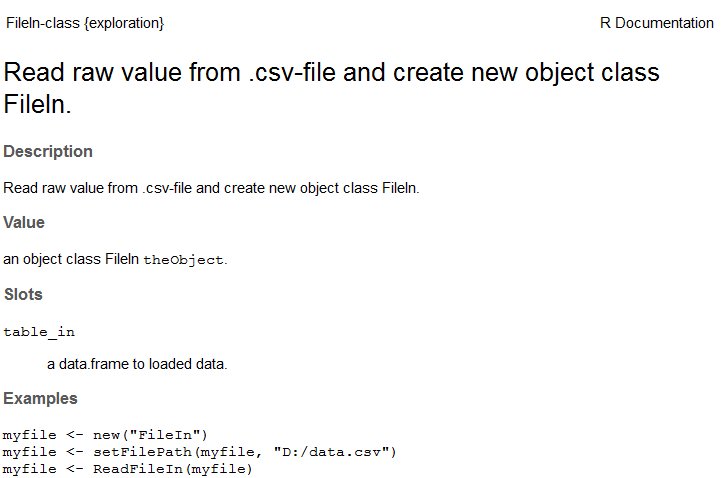 FileIn-class {exploration}
R Documentation
Read raw value from .csv-file and create new object class
FileIn.
Description
Read raw value from .csv-file and create new object class FileIn.
Value
an object class FileIn theObject.
Slots
table_in
a data.frame to loaded data.
Examples
myfile <- new("FileIn")
myfile <- setFilePath(myfile, "D:/data.csv")
myfile <- ReadFileIn(myfile)